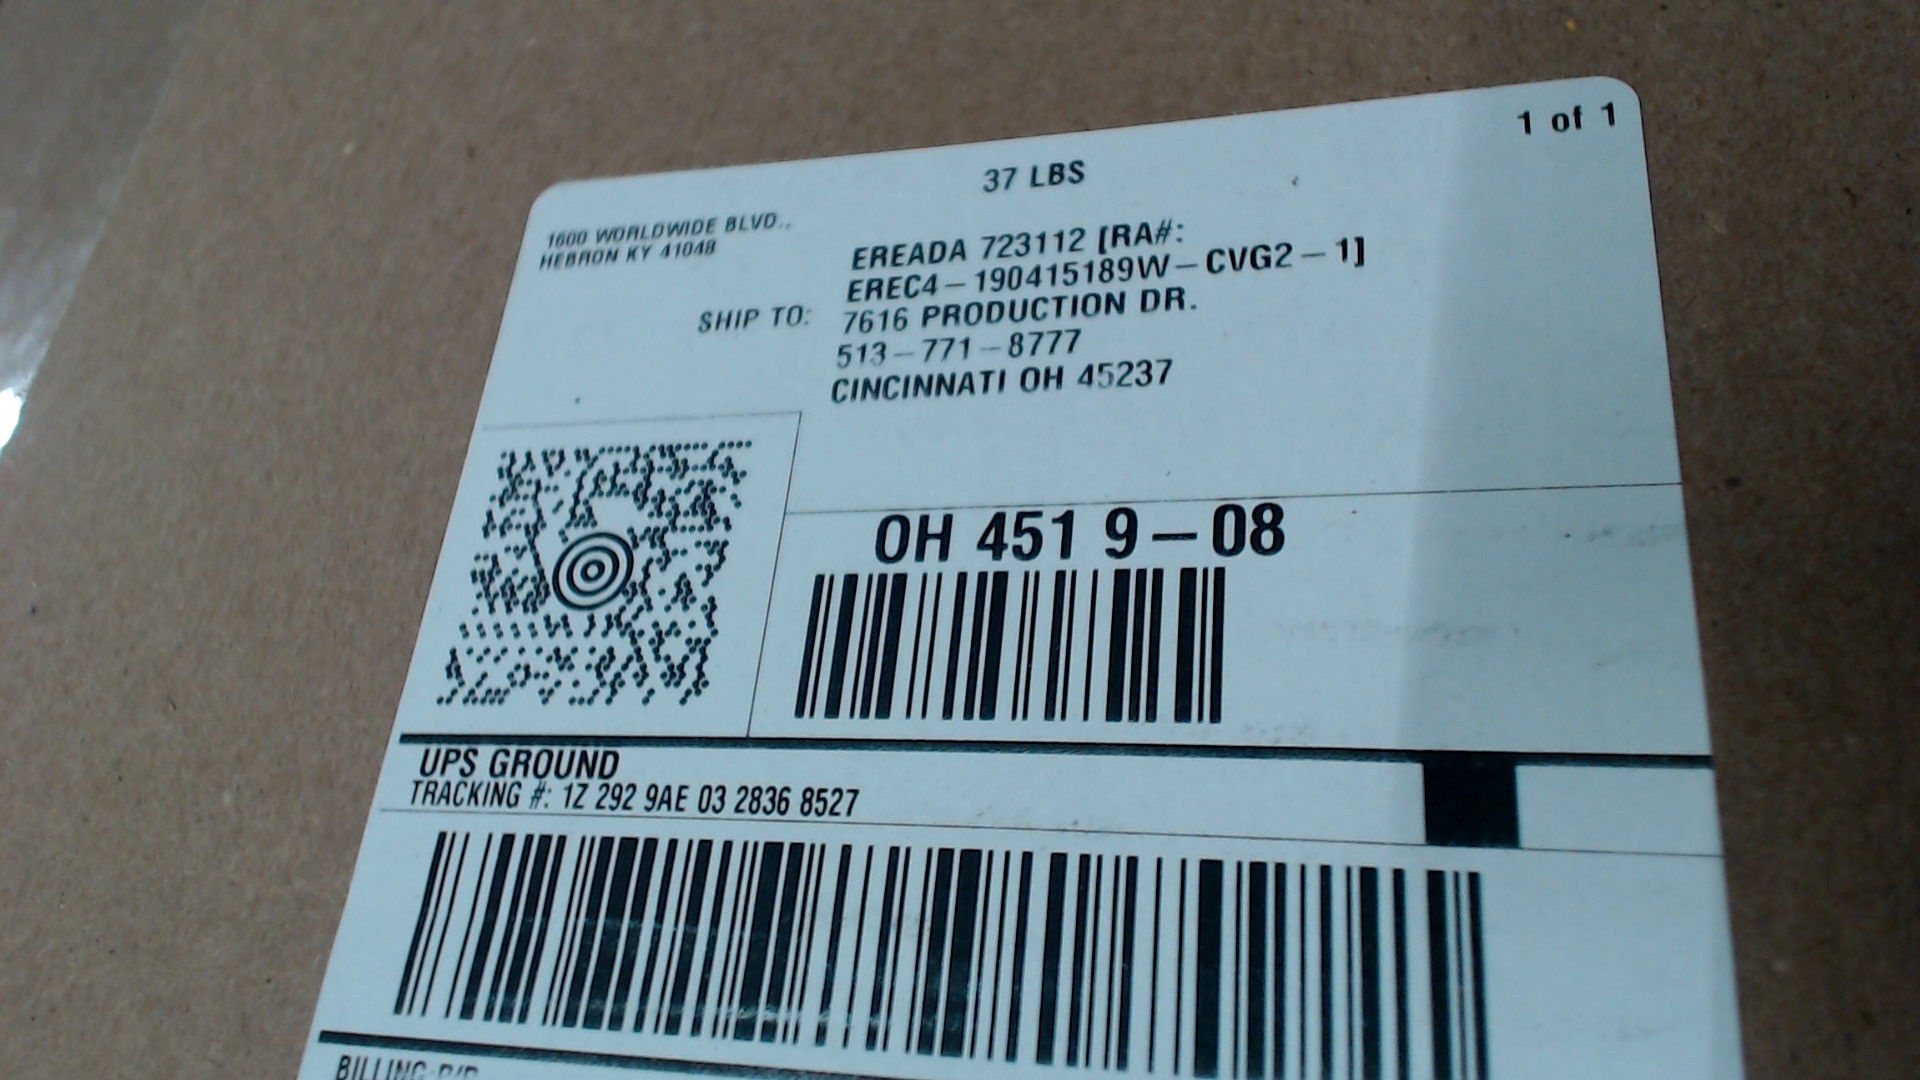 1 of 1
37 LBS
1600 WORLDWIDE BLVD..
HEBRON KY 41048
EREADA 723112 [RA#:
EREC4-190415189W-CVG2-1]
SHIP TO: 7616 PRODUCTION DR.
513-771-8777
CINCINNATI OH 45237
OH 451 9-08
UPS GROUND
TRACKING #: 1Z 292 9AE 03 2836 8527
BILLING: P/P